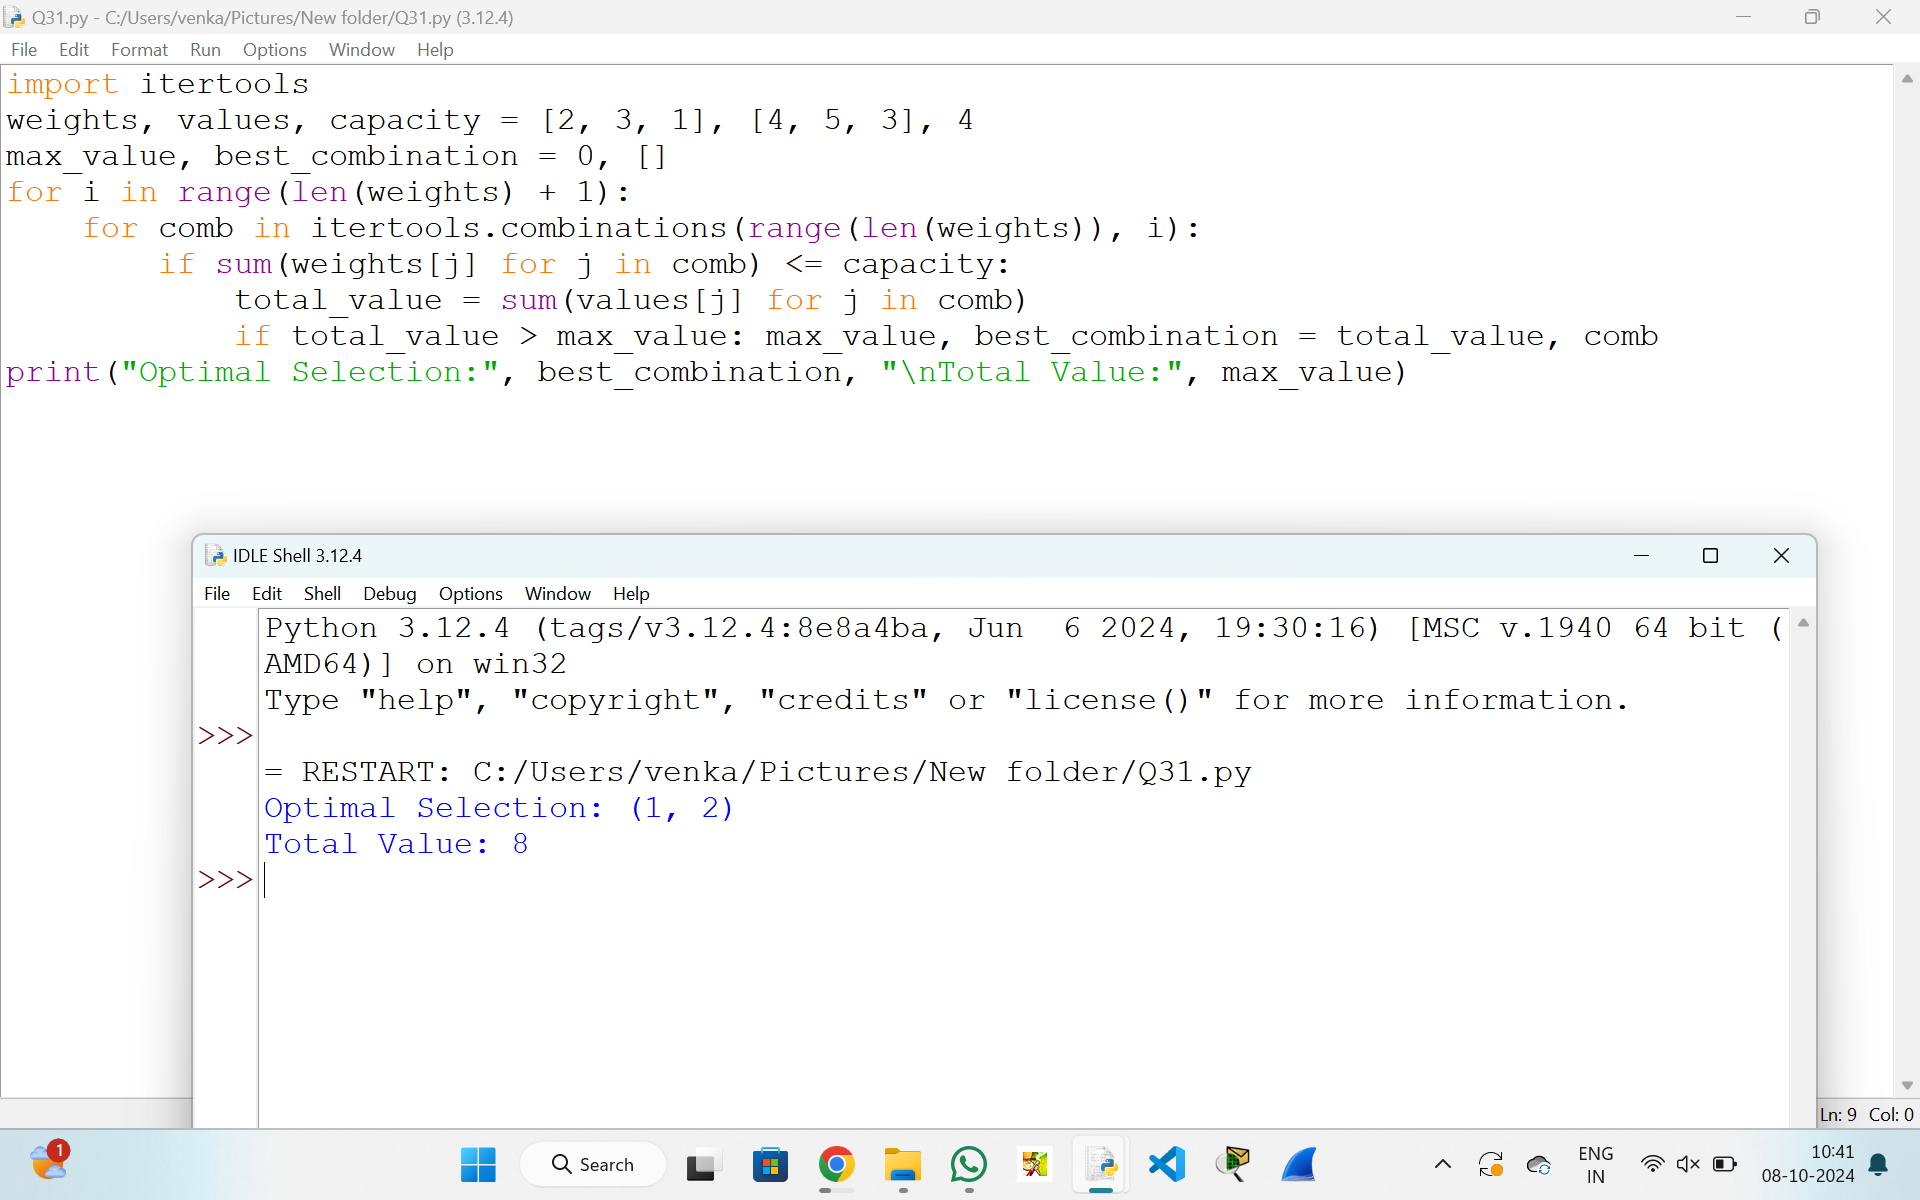 Q31.py - C:/Users/venka/Pictures/New folder/Q31.py (3.12.4)
File Edit Format Run Options Window Help
import itertools
weights, values, capacity = [2, 3, 1], [4, 5, 3], 4
max_value, best_combination = 0, []
for i in range(len(weights) + 1):
    for comb in itertools.combinations(range(len(weights)), i):
        if sum(weights[j] for j in comb) <= capacity:
            total_value = sum(values[j] for j in comb)
            if total_value > max_value: max_value, best_combination = total_value, comb
print("Optimal Selection:", best_combination, "\nTotal Value:", max_value)
IDLE Shell 3.12.4
File Edit Shell Debug Options Window Help
Python 3.12.4 (tags/v3.12.4:8e8a4ba, Jun  6 2024, 19:30:16) [MSC v.1940 64 bit (
AMD64)] on win32
Type "help", "copyright", "credits" or "license()" for more information.
>>>
= RESTART: C:/Users/venka/Pictures/New folder/Q31.py
Optimal Selection: (1, 2)
Total Value: 8
>>>
Ln: 9 Col: 0
1
Search
ENG
IN
10:41
08-10-2024